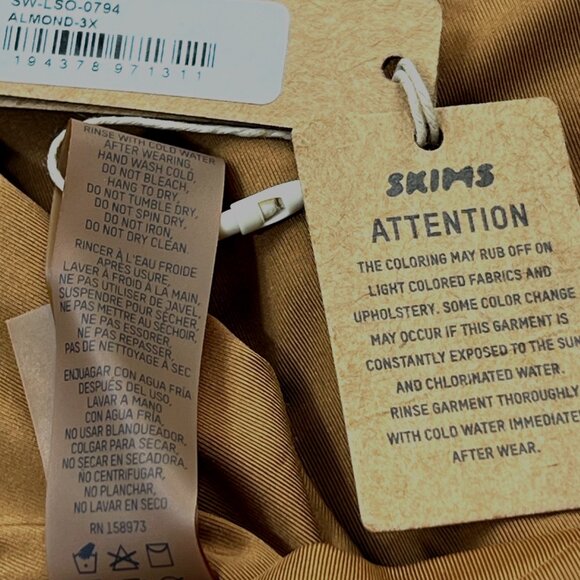 SW-LSO-0794
ALMOND-3X
194378 971311
RINSE WITH COLD WATER
AFTER WEARING,
HAND WASH COLD,
DO NOT BLEACH,
HANG TO DRY,
DO NOT TUMBLE DRY,
DO NOT SPIN DRY,
DO NOT IRON,
DO NOT DRY CLEAN.
RINCER À L'EAU FROIDE
APRÈS USURE,
LAVER À FROID À LA MAIN,
NE PAS UTILISER DE JAVEL,
SUSPENDRE POUR SÉCHER,
NE PAS METTRE AU SÉCHOIR,
NE PAS ESSORER,
NE PAS REPASSER,
PAS DE NETTOYAGE À SEC
ENJUAGAR CON AGUA FRÍA
DESPUÉS DEL USO,
LAVAR A MANO
CON AGUA FRÍA,
NO USAR BLANQUEADOR,
COLGAR PARA SECAR,
NO SECAR EN SECADORA,
NO CENTRIFUGAR,
NO PLANCHAR,
NO LAVAR EN SECO
RN 158973
SKIMS
ATTENTION
THE COLORING MAY RUB OFF ON
LIGHT COLORED FABRICS AND
UPHOLSTERY. SOME COLOR CHANGE
MAY OCCUR IF THIS GARMENT IS
CONSTANTLY EXPOSED TO THE SUN
AND CHLORINATED WATER.
RINSE GARMENT THOROUGHLY
WITH COLD WATER IMMEDIATE
AFTER WEAR.